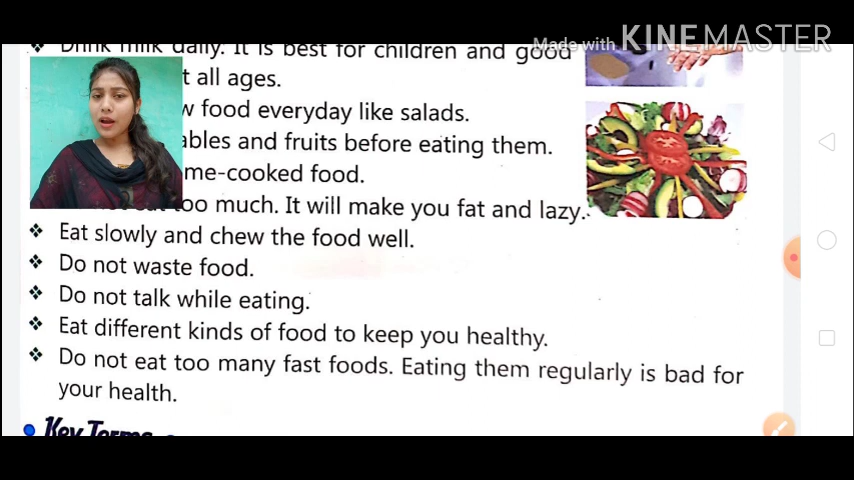 Drink milk daily. It is best for children and good
Made with KINEMASTER
t all ages.
w food everyday like salads.
ables and fruits before eating them.
me-cooked food.
too much. It will make you fat and lazy.
Eat slowly and chew the food well.
Do not waste food.
Do not talk while eating.
Eat different kinds of food to keep you healthy.
Do not eat too many fast foods. Eating them regularly is bad for
your health.
Key Terms